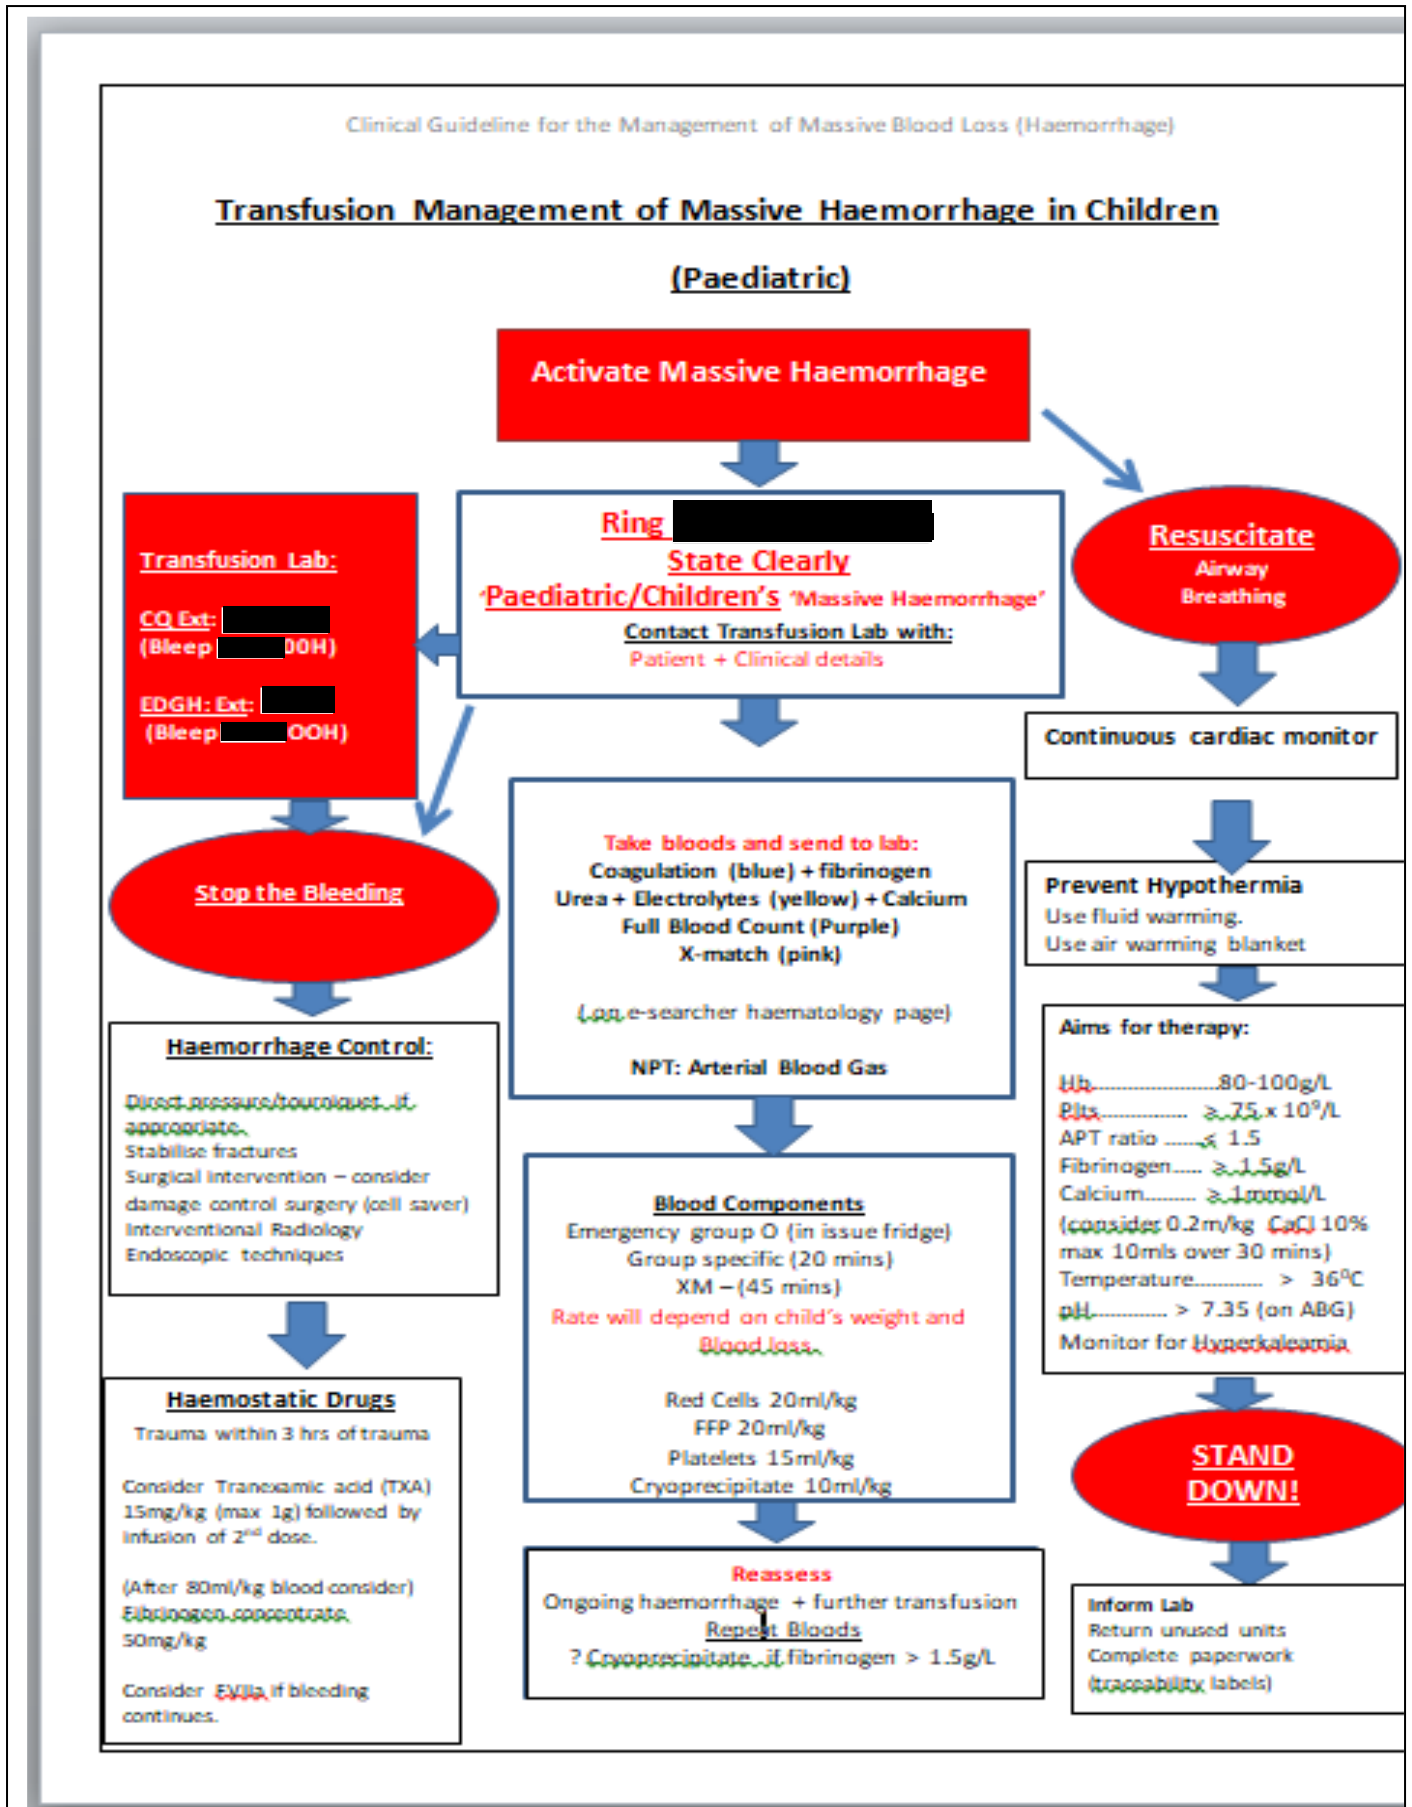 Clinical Guideline for the Management of Massive Blood Loss (Haemorrhage)
Transfusion Management of Massive Haemorrhage in Children
(Paediatric)
Activate Massive Haemorrhage
Transfusion Lab:
CQ Ext:
(Bleep OOH)
EDGH: Ext:
(Bleep OOH)
Ring
State Clearly
'Paediatric/Children's 'Massive Haemorrhage'
Contact Transfusion Lab with:
Patient + Clinical details
Resuscitate
Airway
Breathing
Continuous cardiac monitor
Prevent Hypothermia
Use fluid warming.
Use air warming blanket
Stop the Bleeding
Take bloods and send to lab:
Coagulation (blue) + fibrinogen
Urea + Electrolytes (yellow) + Calcium
Full Blood Count (Purple)
X-match (pink)
( on e-searcher haematology page)
NPT: Arterial Blood Gas
Haemorrhage Control:
Direct pressure/tourniquet if
appropriate.
Stabilise fractures
Surgical intervention – consider
damage control surgery (cell saver)
Interventional Radiology
Endoscopic techniques
Aims for therapy:
Hb........................80-100g/L
Plts................ ≥ 75 x 10⁹/L
APT ratio .......≤ 1.5
Fibrinogen..... ≥ 1.5g/L
Calcium......... ≥ 1mmol/L
(consider 0.2m/kg CaCl 10%
max 10mls over 30 mins)
Temperature............ > 36⁰C
pH............. > 7.35 (on ABG)
Monitor for Hyperkaleamia
Blood Components
Emergency group O (in issue fridge)
Group specific (20 mins)
XM – (45 mins)
Rate will depend on child's weight and
Blood loss.
Red Cells 20ml/kg
FFP 20ml/kg
Platelets 15ml/kg
Cryoprecipitate 10ml/kg
Haemostatic Drugs
Trauma within 3 hrs of trauma
Consider Tranexamic acid (TXA)
15mg/kg (max 1g) followed by
infusion of 2nd dose.
(After 80ml/kg blood consider)
Fibrinogen concentrate
50mg/kg
Consider FVIIa if bleeding
continues.
STAND
DOWN!
Reassess
Ongoing haemorrhage + further transfusion
Repeat Bloods
? Cryoprecipitate if fibrinogen > 1.5g/L
Inform Lab
Return unused units
Complete paperwork
(traceability labels)